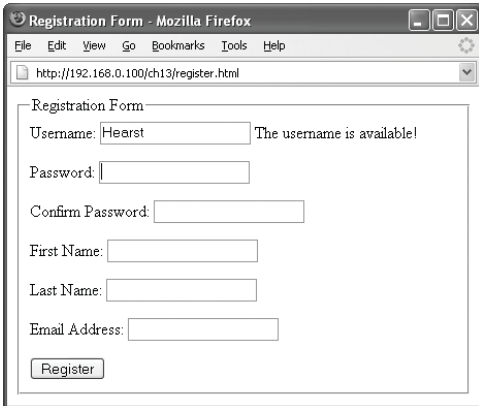 Registration Form - Mozilla Firefox
File Edit View Go Bookmarks Tools Help
http://192.168.0.100/ch13/register.html
Registration Form
Username: Hearst The username is available!
Password:
Confirm Password:
First Name:
Last Name:
Email Address:
Register